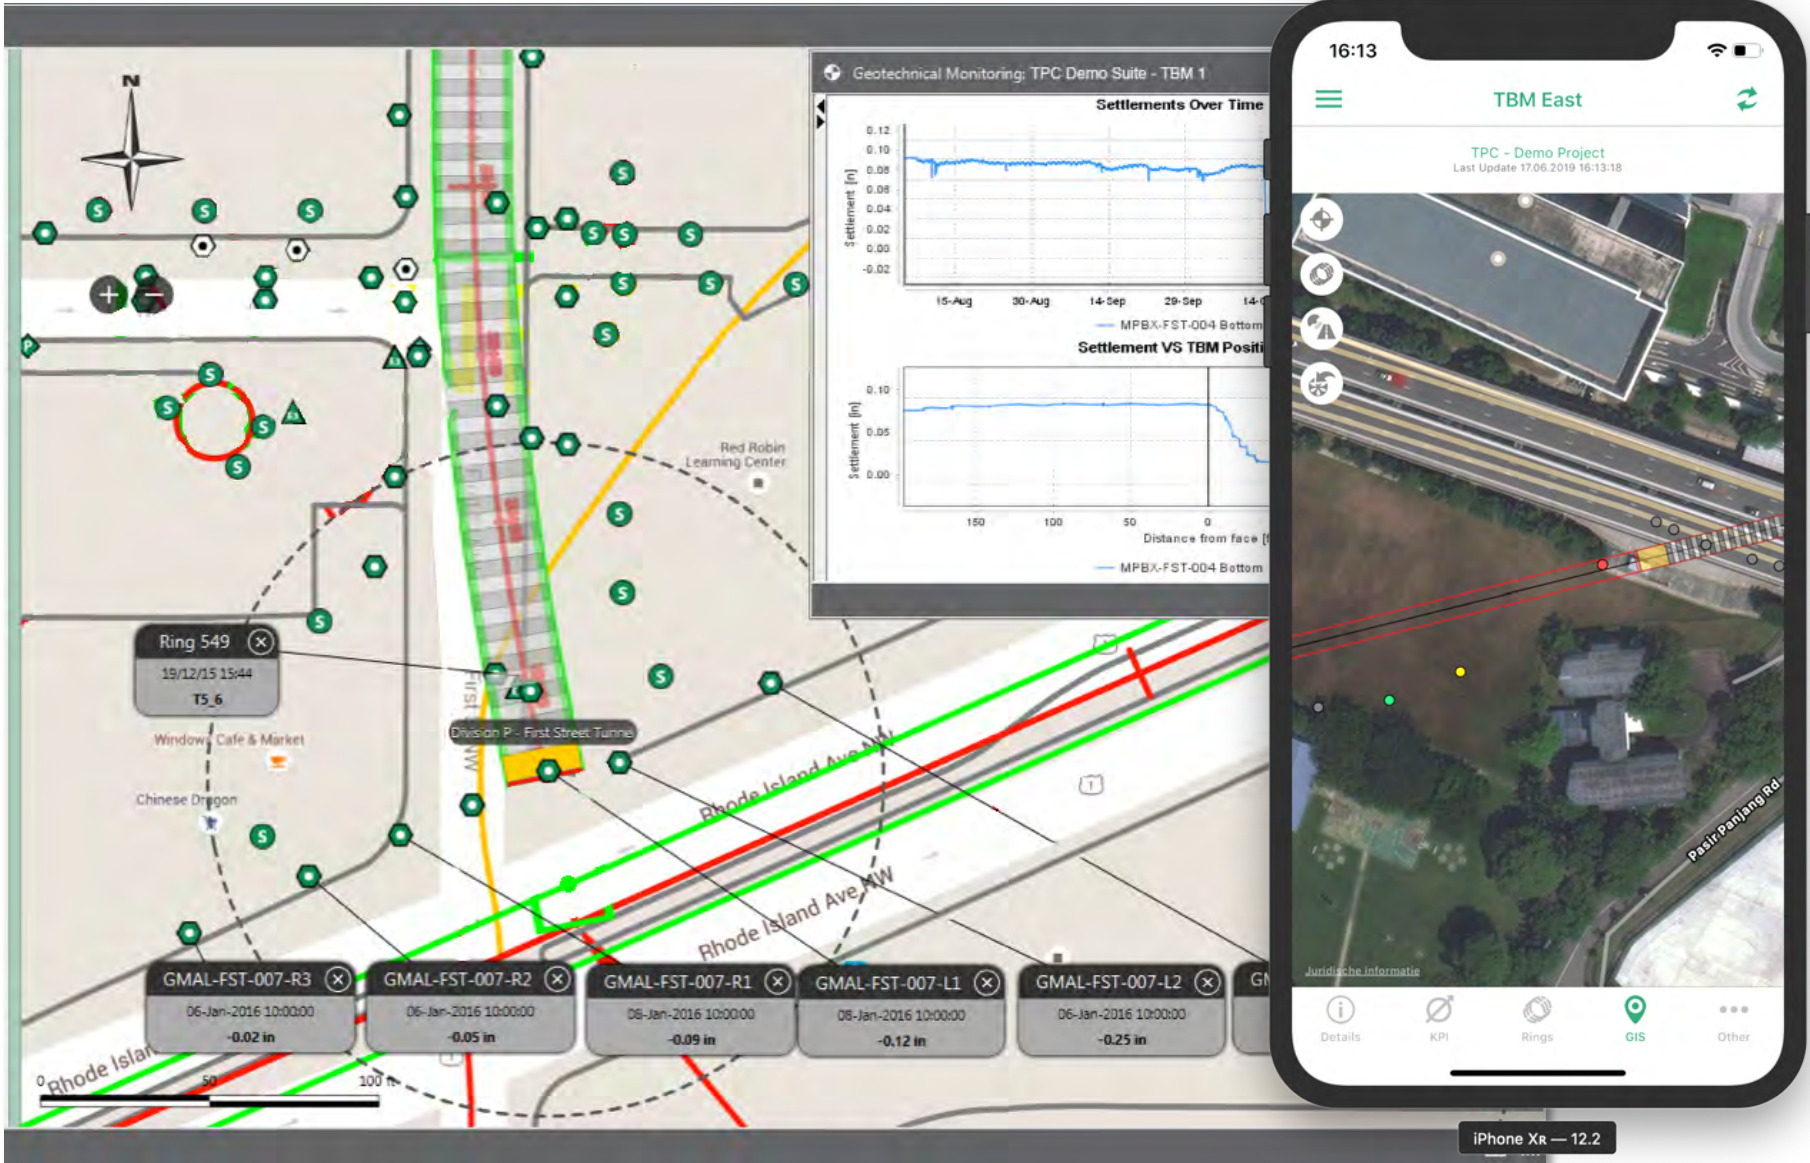 N
Geotechnical Monitoring: TPC Demo Suite - TBM 1
Settlements Over Time
Settlement [in]
0.12
0.10
0.08
0.06
0.04
0.02
0.00
-0.02
15-Aug
30-Aug
14-Sep
29-Sep
MPBX-FST-004 Bottom
Settlement VS TBM Positi
Settlement [in]
0.10
0.05
0.00
150
100
50
0
Distance from face [f
MPBX-FST-004 Bottom
Red Robin
Learning Center
Ring 549
19/12/15 15:44
T5_6
Windows Cafe & Market
Chinese Dragon
Division P - First Street Tunnel
Rhode Island Ave NW
Rhode Island Ave NW
GMAL-FST-007-R3
06-Jan-2016 10:00:00
-0.02 in
GMAL-FST-007-R2
06-Jan-2016 10:00:00
-0.05 in
GMAL-FST-007-R1
08-Jan-2016 10:00:00
-0.09 in
GMAL-FST-007-L1
08-Jan-2016 10:00:00
-0.12 in
GMAL-FST-007-L2
06-Jan-2016 10:00:00
-0.25 in
Rhode Islan
0
50
100 ft
16:13
TBM East
TPC - Demo Project
Last Update 17.06.2019 16:13:18
Pasir Panjang Rd
Juridische informatie
Details
KPI
Rings
GIS
Other
iPhone XR — 12.2